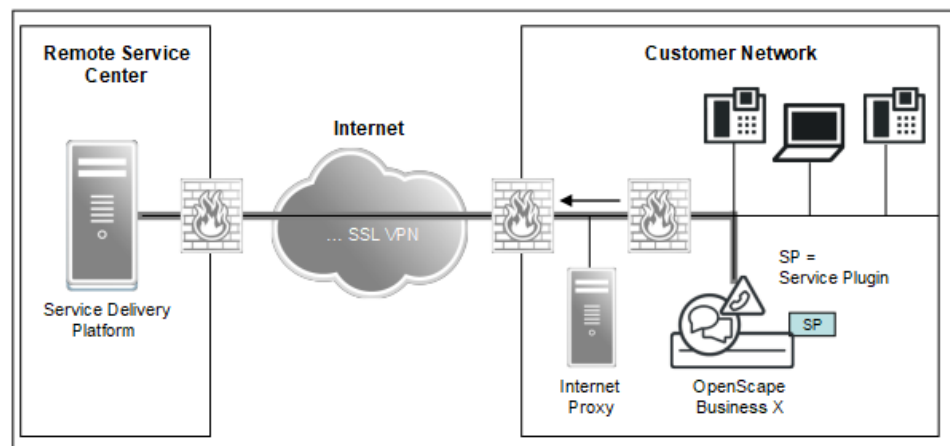 Remote Service
Center
Customer Network
Internet
... SSL VPN
SP =
Service Plugin
Service Delivery
Platform
SP
Internet
Proxy
OpenScape
Business X